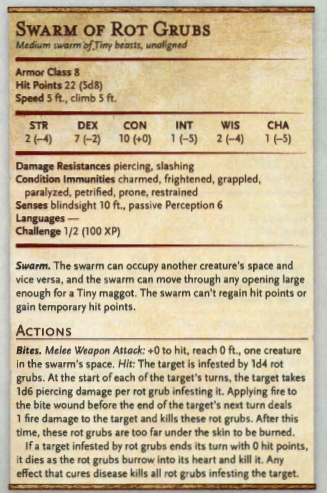 SWARM OF ROT GRUBS
Medium swarm of Tiny beasts, unaligned
Armor Class 8
Hit Points 22 (5d8)
Speed 5 ft., climb 5 ft.
STR DEX CON INT WIS CHA
2 (–4) 7 (–2) 10 (+0) 1 (–5) 2 (–4) 1 (–5)
Damage Resistances piercing, slashing
Condition Immunities charmed, frightened, grappled,
paralyzed, petrified, prone, restrained
Senses blindsight 10 ft., passive Perception 6
Languages —
Challenge 1/2 (100 XP)
Swarm. The swarm can occupy another creature's space and
vice versa, and the swarm can move through any opening large
enough for a Tiny maggot. The swarm can't regain hit points or
gain temporary hit points.
ACTIONS
Bites. Melee Weapon Attack: +0 to hit, reach 0 ft., one creature
in the swarm's space. Hit: The target is infested by 1d4 rot
grubs. At the start of each of the target's turns, the target takes
1d6 piercing damage per rot grub infesting it. Applying fire to
the bite wound before the end of the target's next turn deals
1 fire damage to the target and kills these rot grubs. After this
time, these rot grubs are too far under the skin to be burned.
If a target infested by rot grubs ends its turn with 0 hit points,
it dies as the rot grubs burrow into its heart and kill it. Any
effect that cures disease kills all rot grubs infesting the target.